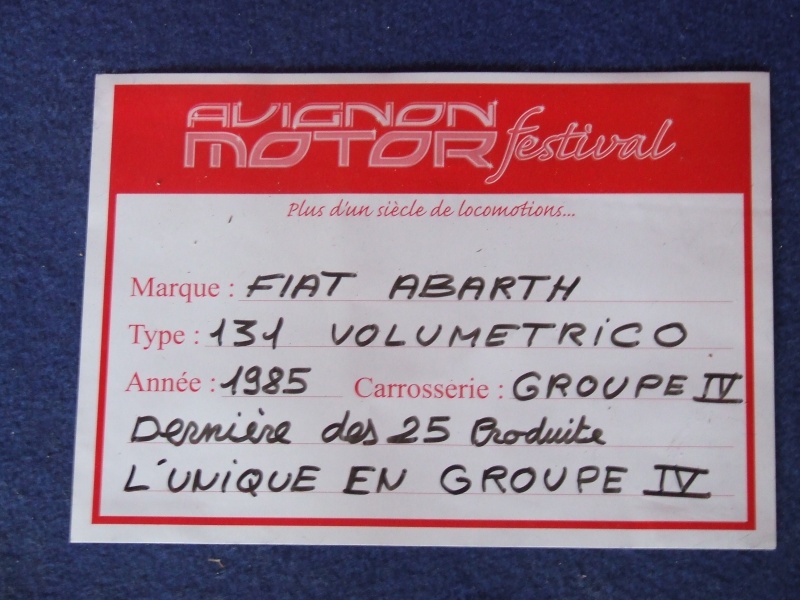 AVIGNON
MOTOR festival
Plus d'un siècle de locomotions...
Marque : FIAT ABARTH
Type : 131 VOLUMETRICO
Année : 1985 Carrosserie : GROUPE IV
Dernière des 25 Produite
L'UNIQUE EN GROUPE IV